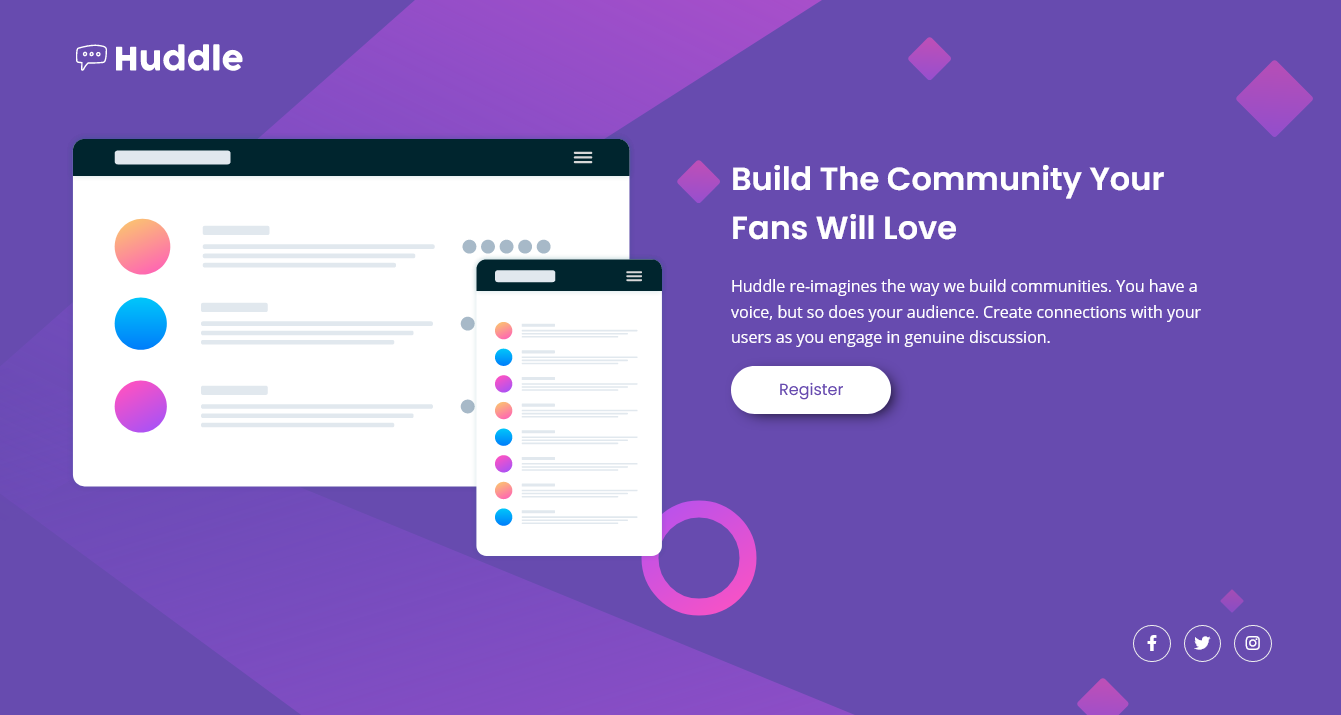 Huddle
Build The Community Your
Fans Will Love
Huddle re-imagines the way we build communities. You have a
voice, but so does your audience. Create connections with your
users as you engage in genuine discussion.
Register